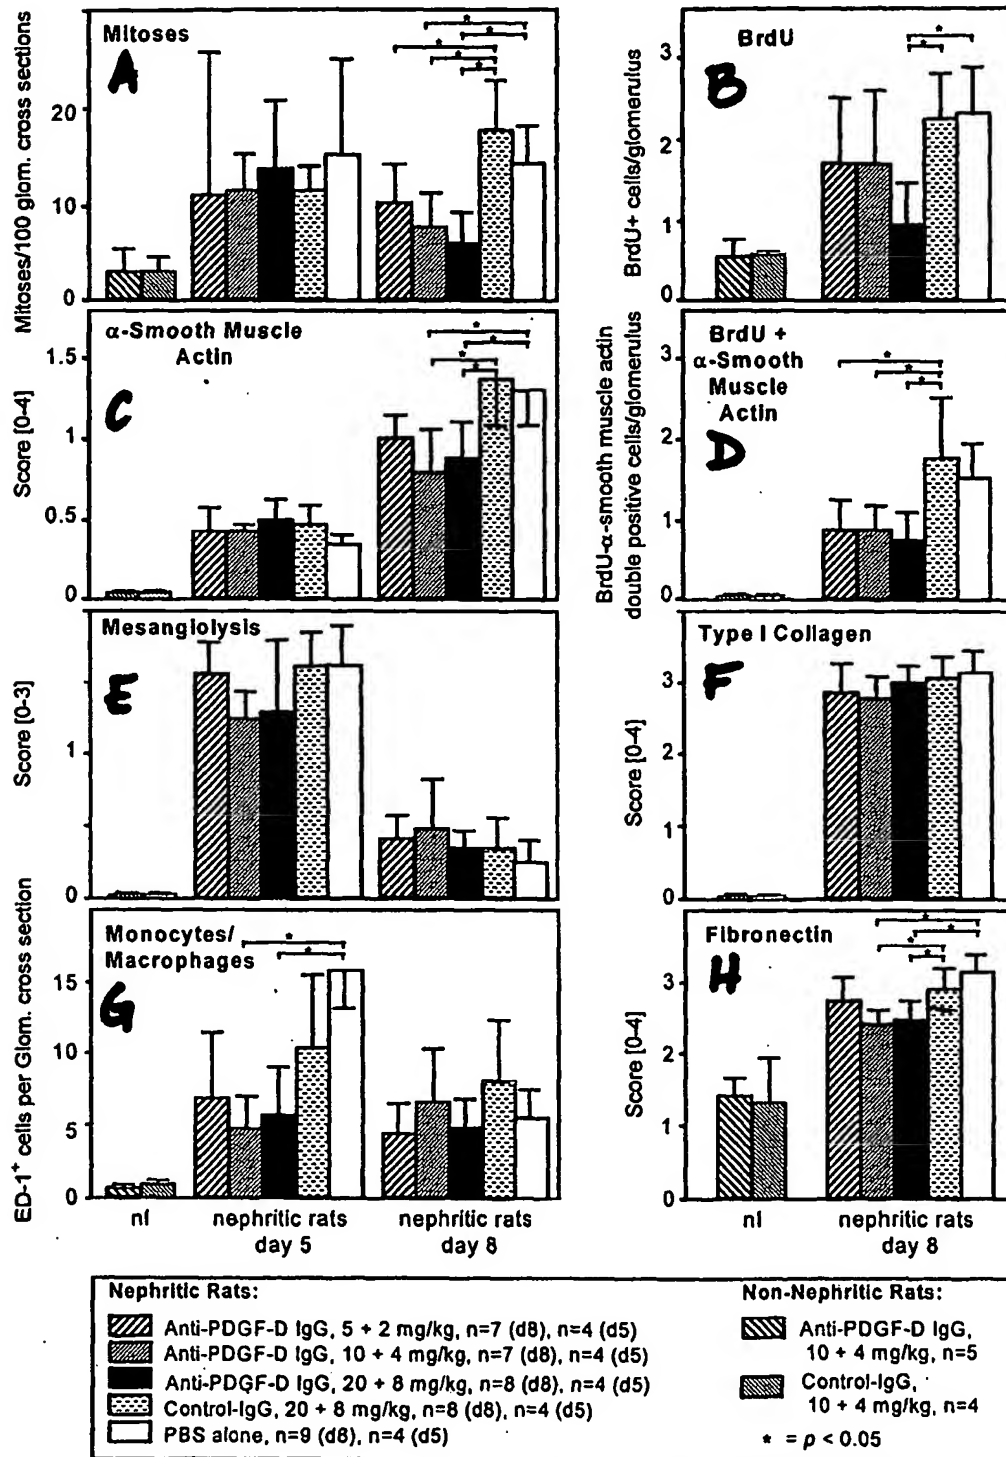 Mitoses
A
Mitoses/100 glom. cross sections
20
10
0
* * * * *
BrdU
B
BrdU+ cells/glomerulus
3
2
1
0
* *
α-Smooth Muscle
Actin
C
Score [0-4]
1.5
1
0.5
0
* * * *
BrdU +
α-Smooth
Muscle
Actin
D
BrdU-α-smooth muscle actin
double positive cells/glomerulus
3
2
1
0
* * *
Mesangiolysis
E
Score [0-3]
1
0
Type I Collagen
F
Score [0-4]
3
2
1
0
Monocytes/
Macrophages
G
ED-1+ cells per Glom. cross section
15
10
5
0
* *
nl
nephritic rats
day 5
nephritic rats
day 8
Fibronectin
H
Score [0-4]
3
2
1
0
* * * *
nl
nephritic rats
day 8
Nephritic Rats:
Anti-PDGF-D IgG, 5 + 2 mg/kg, n=7 (d8), n=4 (d5)
Anti-PDGF-D IgG, 10 + 4 mg/kg, n=7 (d8), n=4 (d5)
Anti-PDGF-D IgG, 20 + 8 mg/kg, n=8 (d8), n=4 (d5)
Control-IgG, 20 + 8 mg/kg, n=8 (d8), n=4 (d5)
PBS alone, n=9 (d8), n=4 (d5)
Non-Nephritic Rats:
Anti-PDGF-D IgG,
10 + 4 mg/kg, n=5
Control-IgG,
10 + 4 mg/kg, n=4
* = p < 0.05